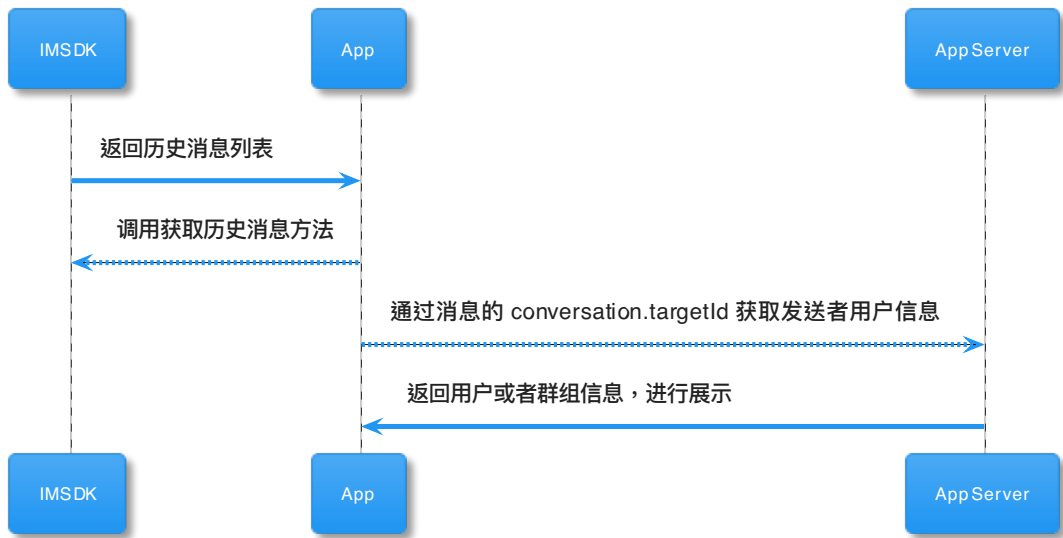 IMSDK
App
AppServer
返回历史消息列表
调用获取历史消息方法
通过消息的 conversation.targetId 获取发送者用户信息
返回用户或者群组信息，进行展示
IMSDK
App
AppServer